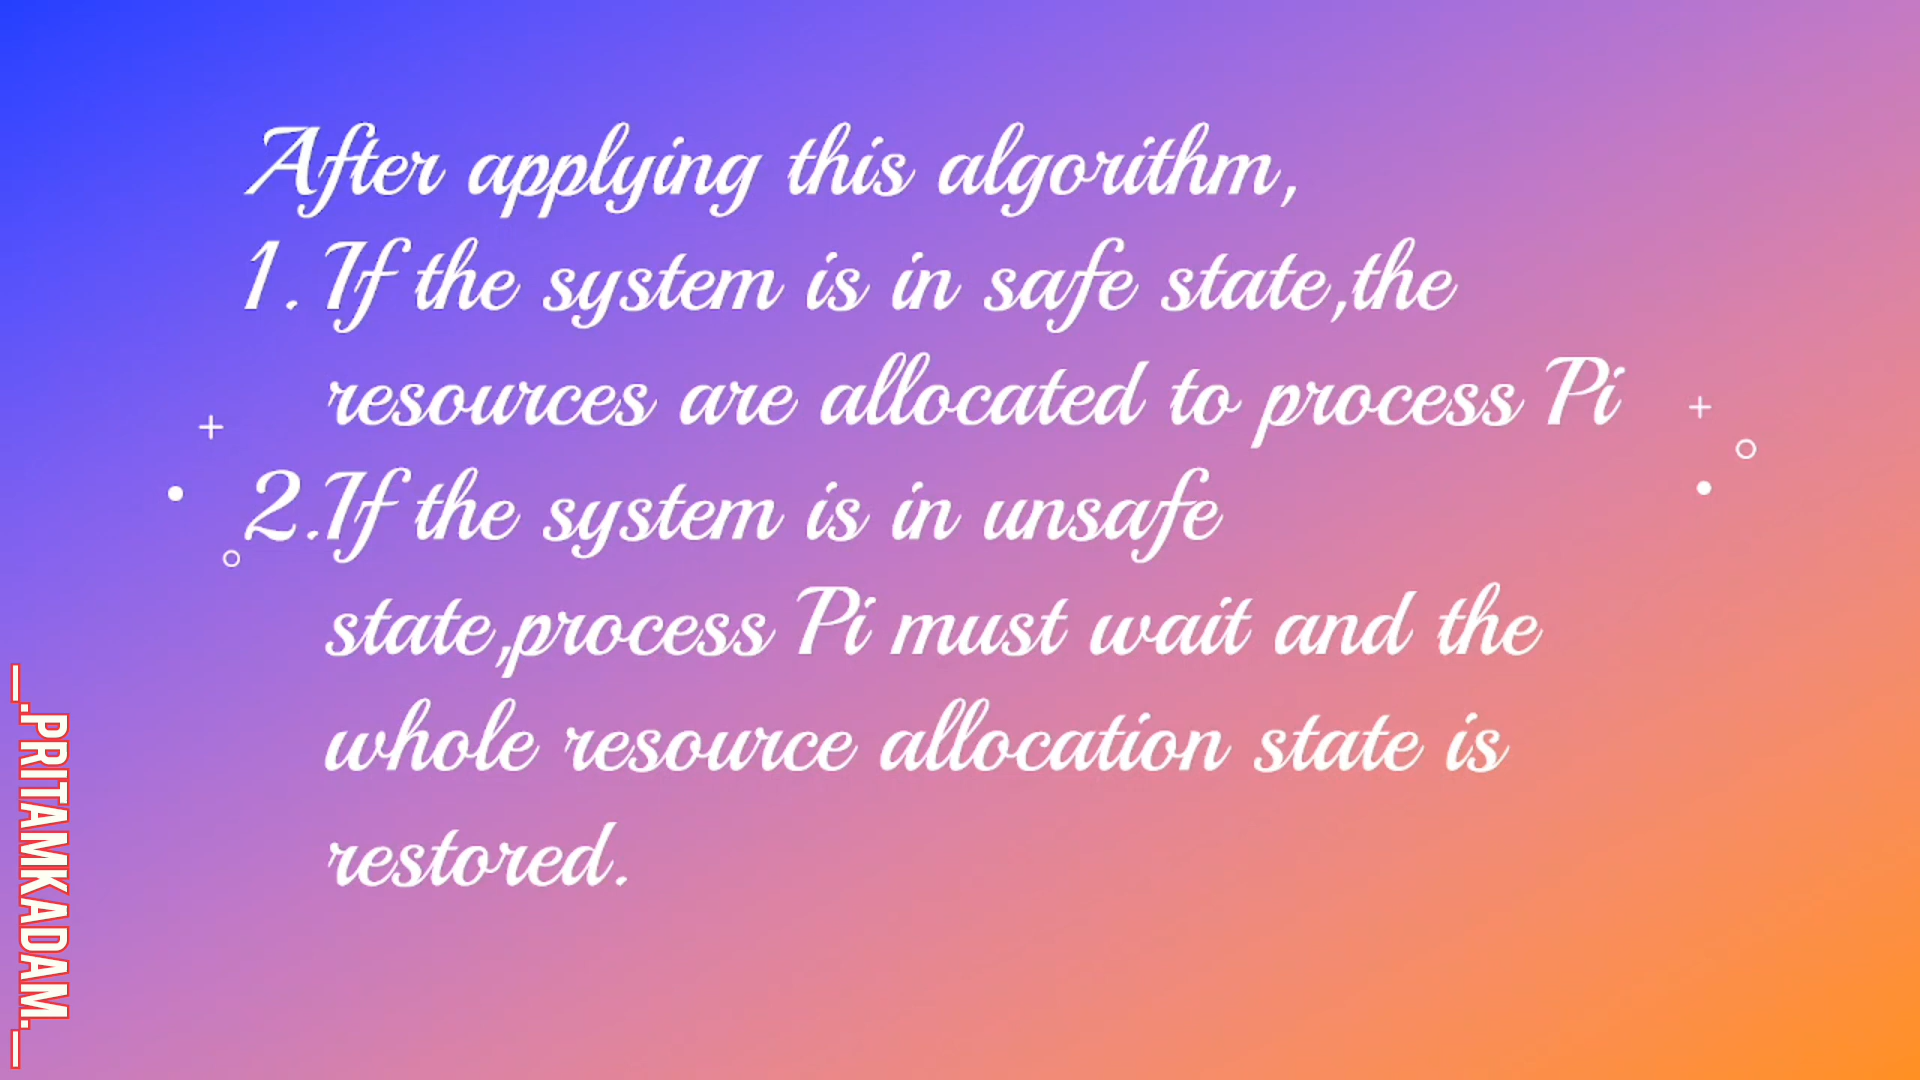 After applying this algorithm,
1. If the system is in safe state,the
resources are allocated to process Pi
2.If the system is in unsafe
state,process Pi must wait and the
whole resource allocation state is
restored.
_.PRITAMKADAM._